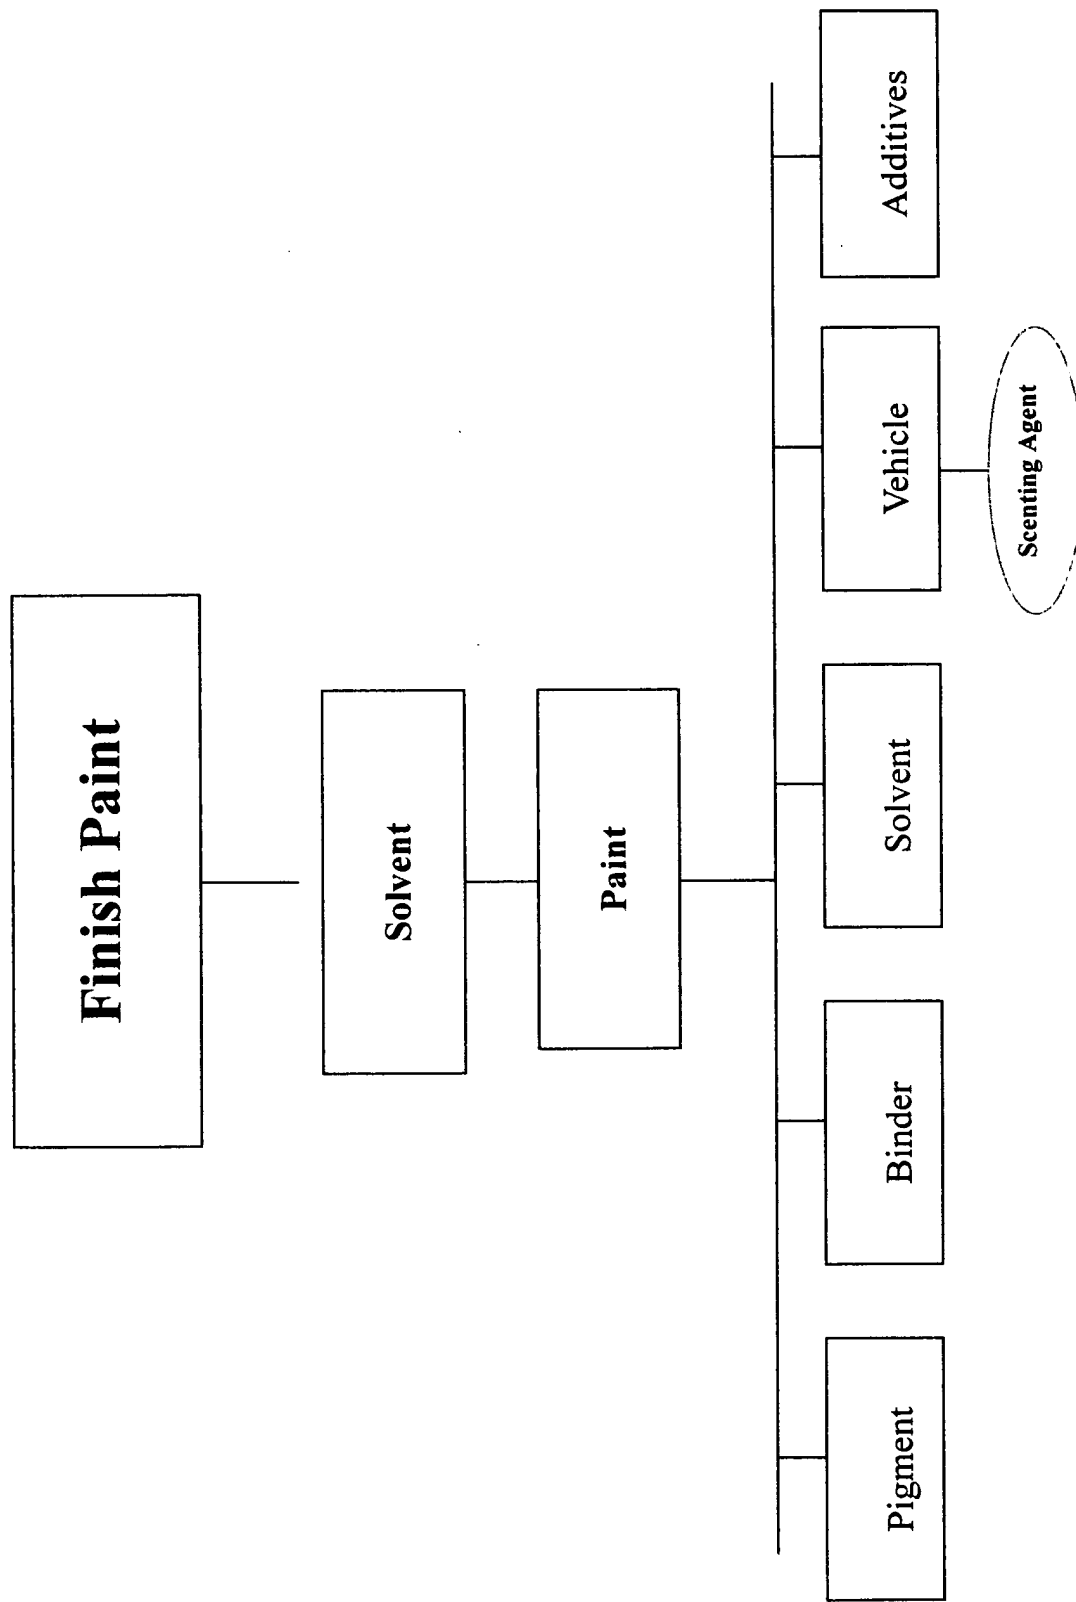 Finish Paint
Solvent
Paint
Pigment
Binder
Solvent
Vehicle
Additives
Scenting Agent